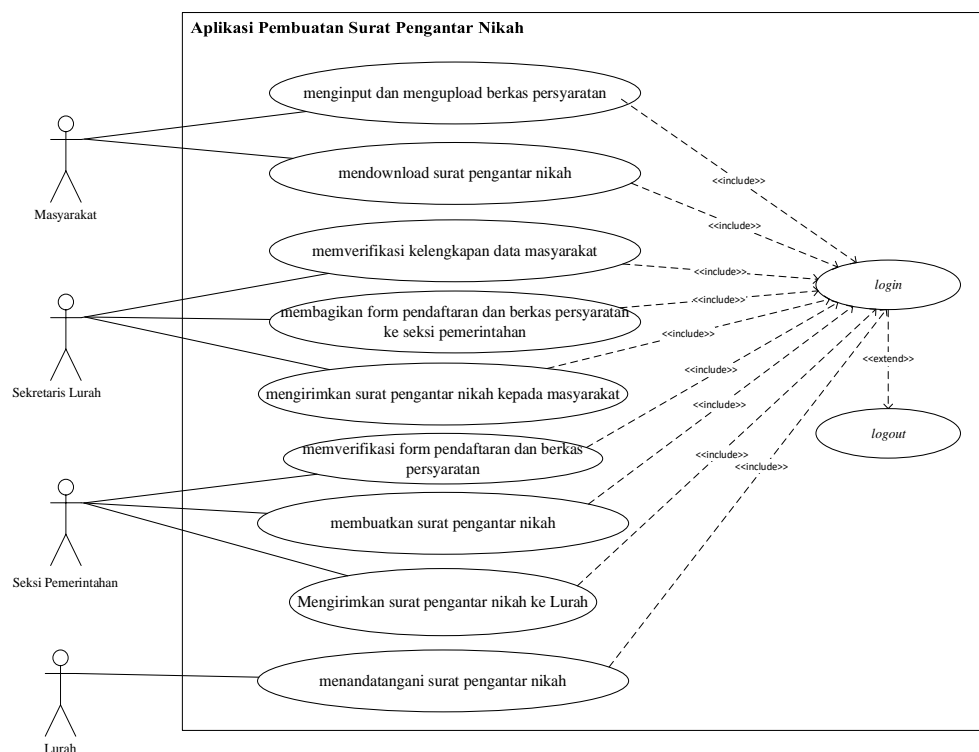 Aplikasi Pembuatan Surat Pengantar Nikah
menginput dan mengupload berkas persyaratan
mendownload surat pengantar nikah
Masyarakat
memverifikasi kelengkapan data masyarakat
membagikan form pendaftaran dan berkas persyaratan
ke seksi pemerintahan
mengirimkan surat pengantar nikah kepada masyarakat
Sekretaris Lurah
memverifikasi form pendaftaran dan berkas
persyaratan
membuatkan surat pengantar nikah
Mengirimkan surat pengantar nikah ke Lurah
Seksi Pemerintahan
menandatangani surat pengantar nikah
Lurah
<<include>>
<<include>>
<<include>>
<<include>>
<<include>>
<<include>>
<<include>>
<<include>>
<<include>>
login
<<extend>>
logout